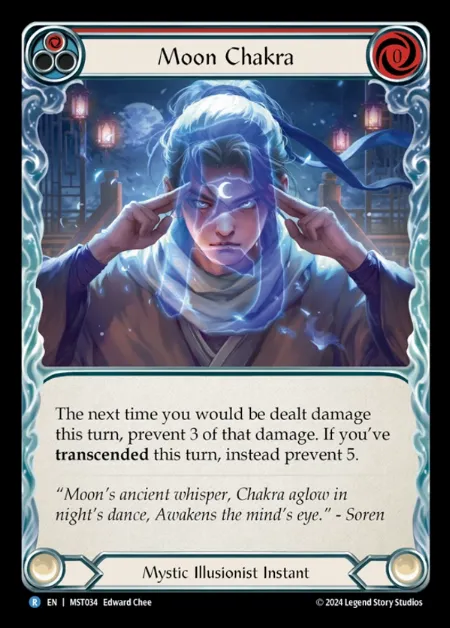 Moon Chakra
0
The next time you would be dealt damage
this turn, prevent 3 of that damage. If you've
transcended this turn, instead prevent 5.
“Moon's ancient whisper, Chakra aglow in
night's dance, Awakens the mind's eye.” - Soren
Mystic Illusionist Instant
R EN | MST034 Edward Chee
© 2024 Legend Story Studios